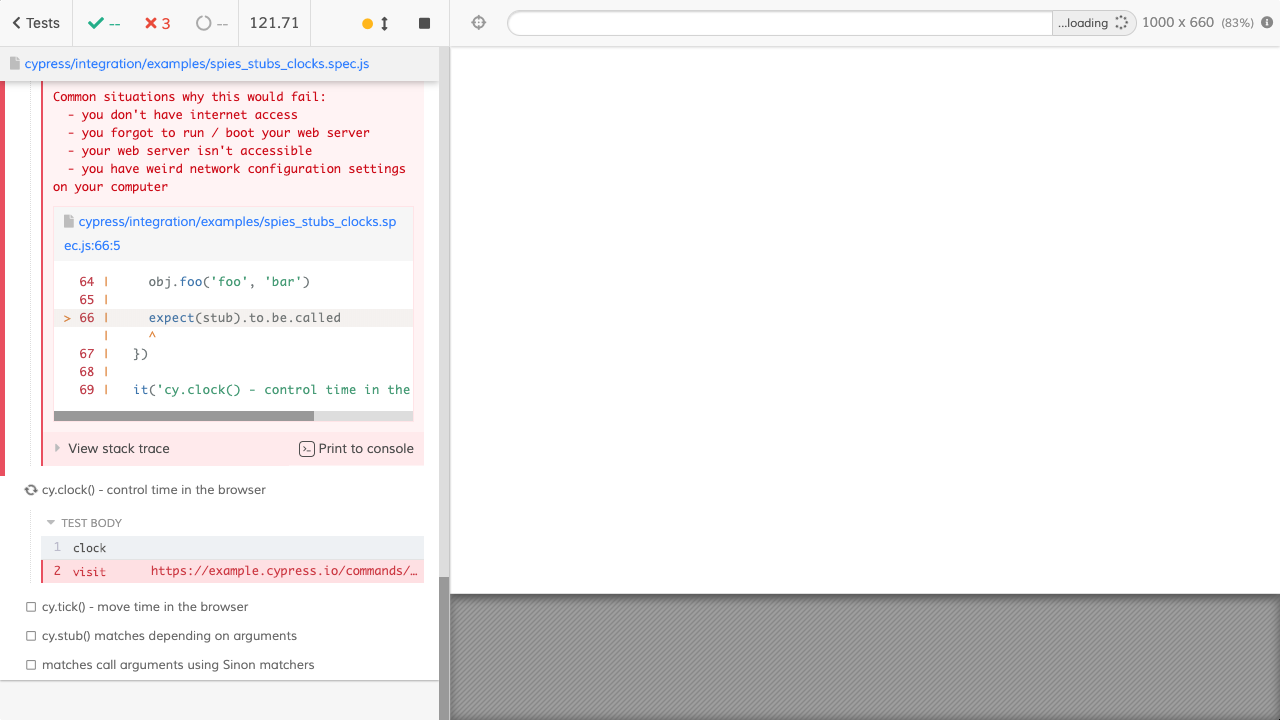 Tests
--
3
--
121.71
...loading
1000 x 660 (83%)
cypress/integration/examples/spies_stubs_clocks.spec.js
Common situations why this would fail:
- you don't have internet access
- you forgot to run / boot your web server
- your web server isn't accessible
- you have weird network configuration settings
on your computer
cypress/integration/examples/spies_stubs_clocks.sp
ec.js:66:5
64 | obj.foo('foo', 'bar')
65 |
> 66 | expect(stub).to.be.called
| ^
67 | })
68 |
69 | it('cy.clock() - control time in the
View stack trace
Print to console
cy.clock() - control time in the browser
TEST BODY
1 clock
2 visit https://example.cypress.io/commands/…
cy.tick() - move time in the browser
cy.stub() matches depending on arguments
matches call arguments using Sinon matchers